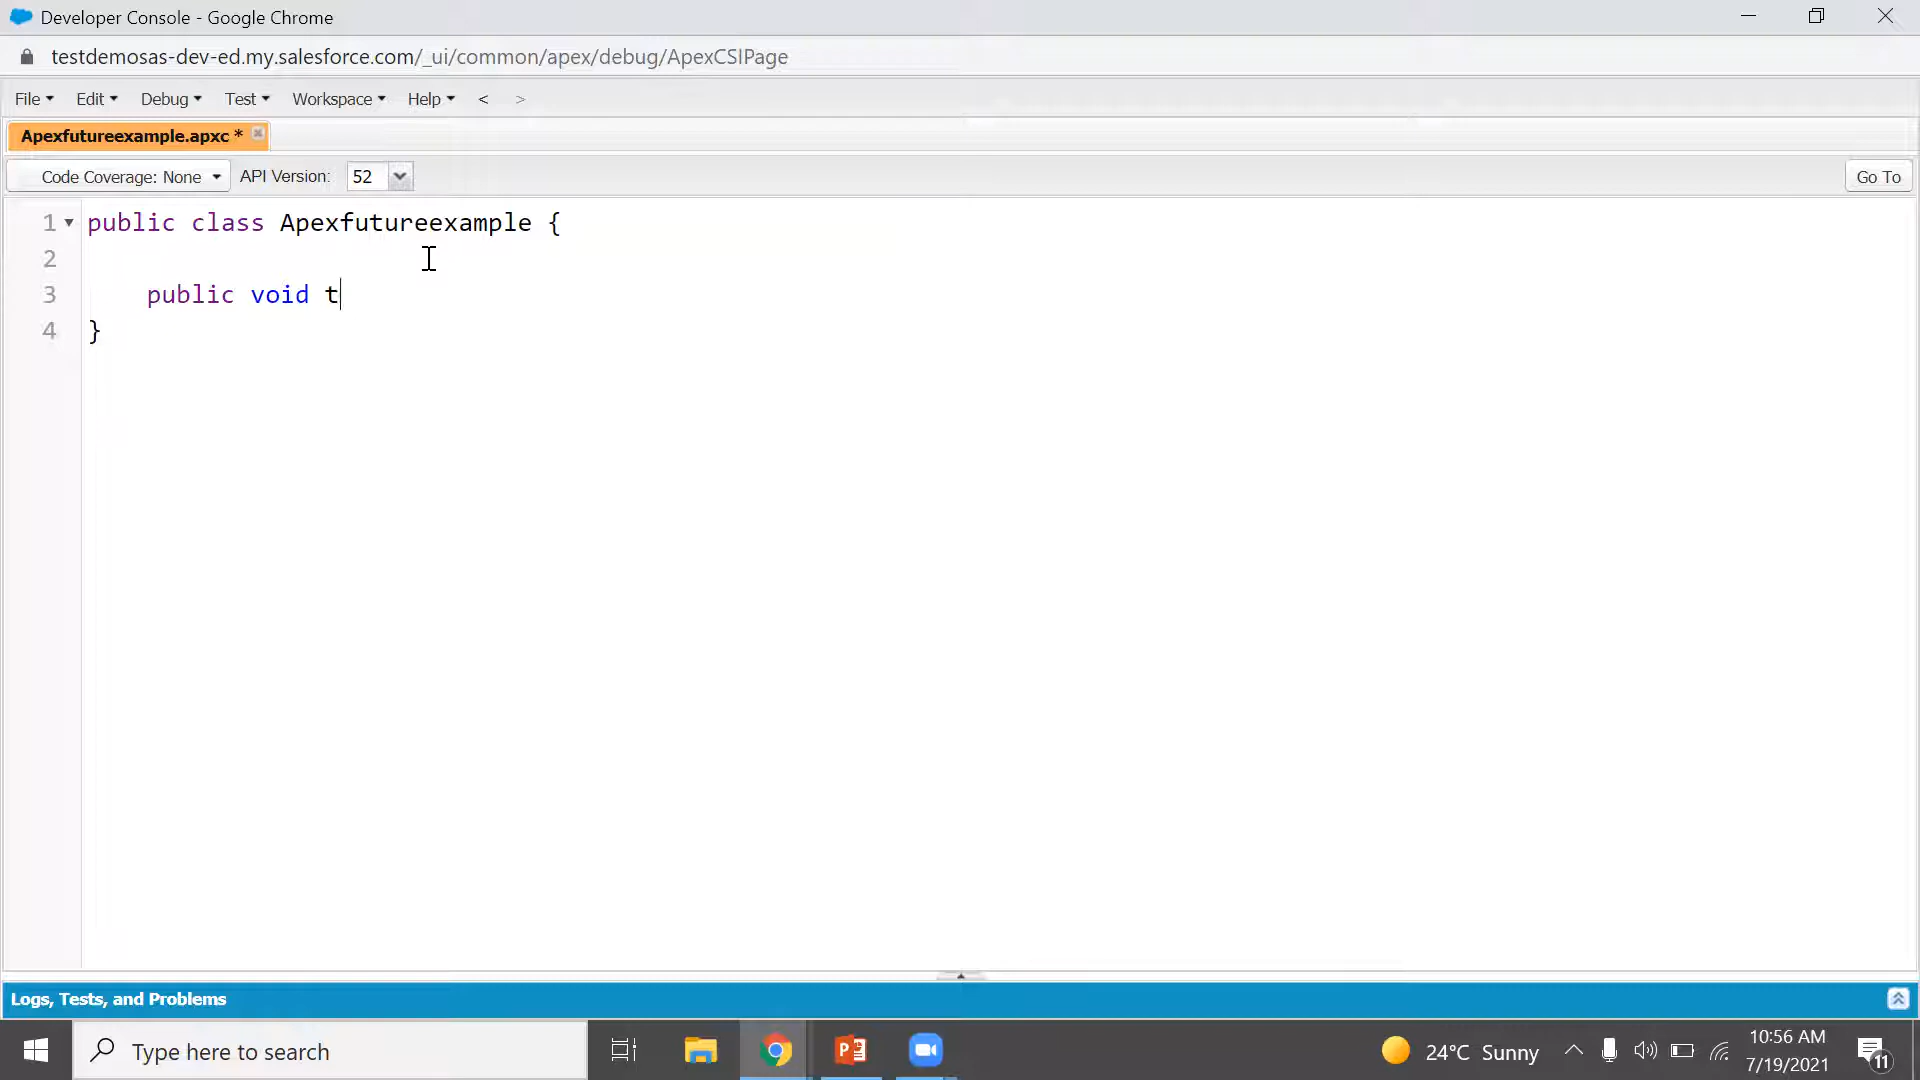 Developer Console - Google Chrome
testdemosas-dev-ed.my.salesforce.com/_ui/common/apex/debug/ApexCSIPage
File Edit Debug Test Workspace Help < >
Apexfutureexample.apxc *
Code Coverage: None API Version: 52 Go To
1 public class Apexfutureexample {
2
3 public void t
4 }
Logs, Tests, and Problems
Type here to search
24°C Sunny
10:56 AM
7/19/2021
11